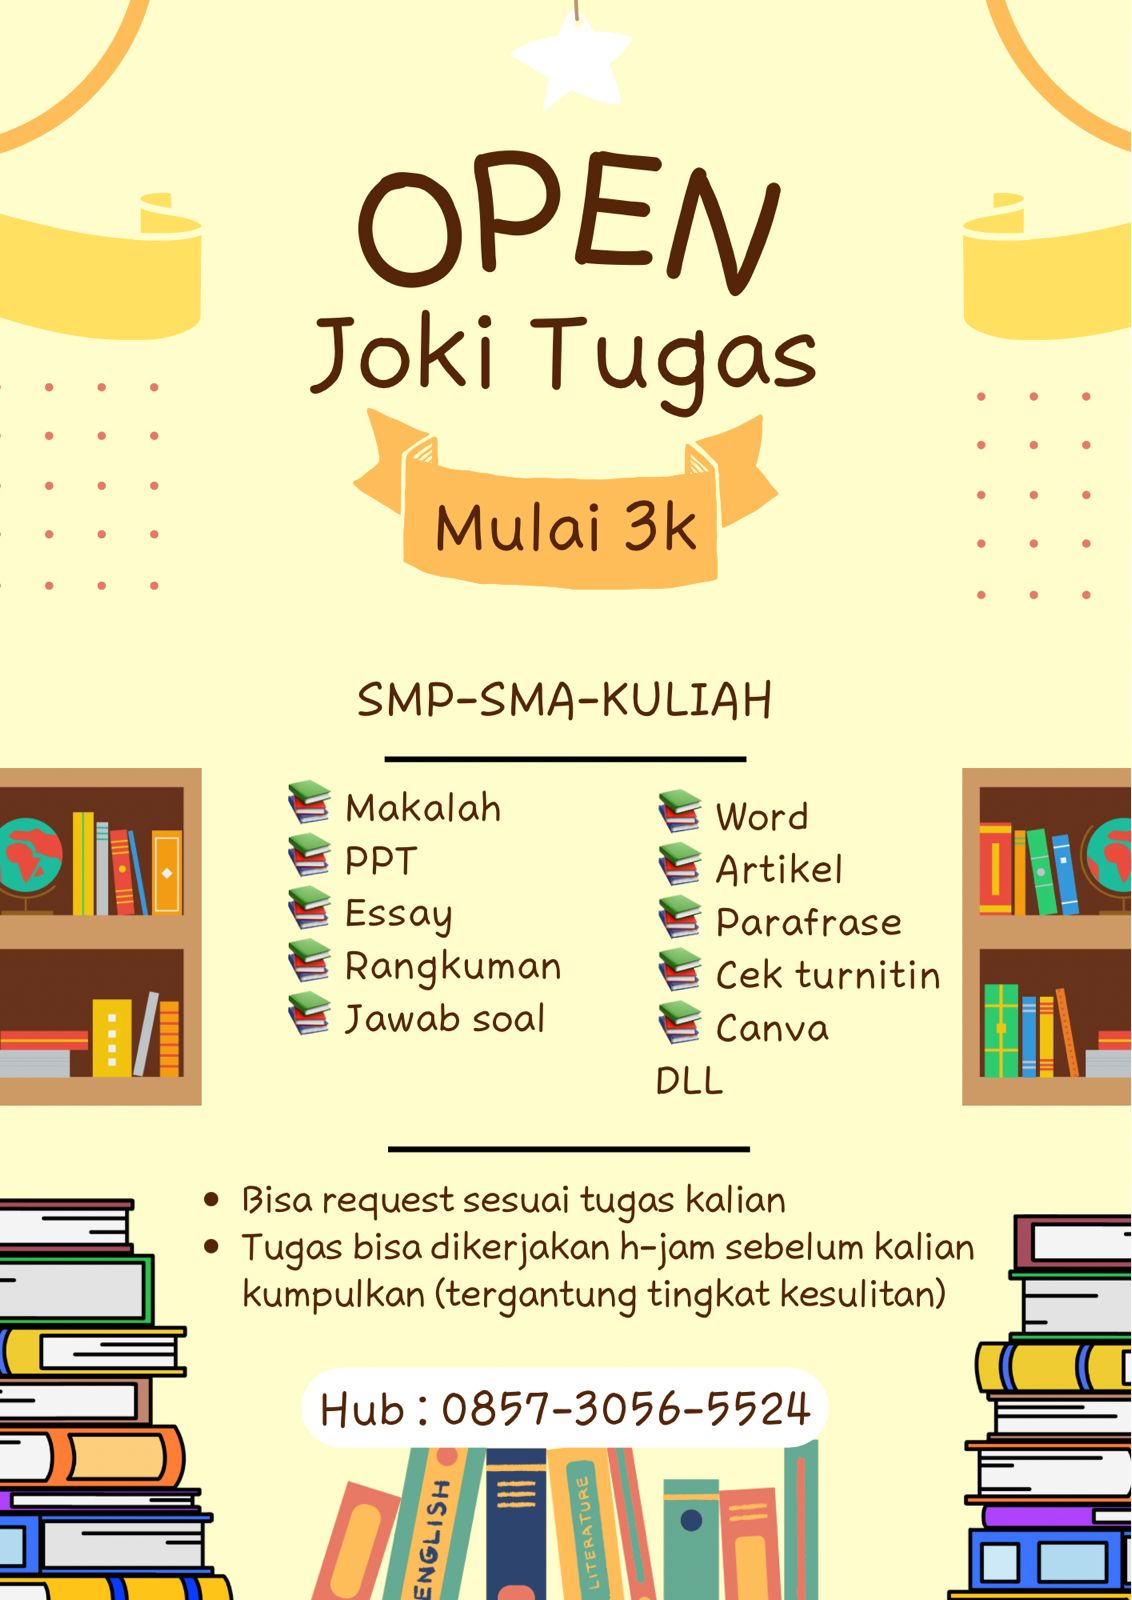 OPEN
Joki Tugas
Mulai 3k
SMP-SMA-KULIAH
Makalah
PPT
Essay
Rangkuman
Jawab soal
Word
Artikel
Parafrase
Cek turnitin
Canva
DLL
Bisa request sesuai tugas kalian
Tugas bisa dikerjakan h-jam sebelum kalian
kumpulkan (tergantung tingkat kesulitan)
Hub : 0857-3056-5524
ENGLISH
LITERATURE